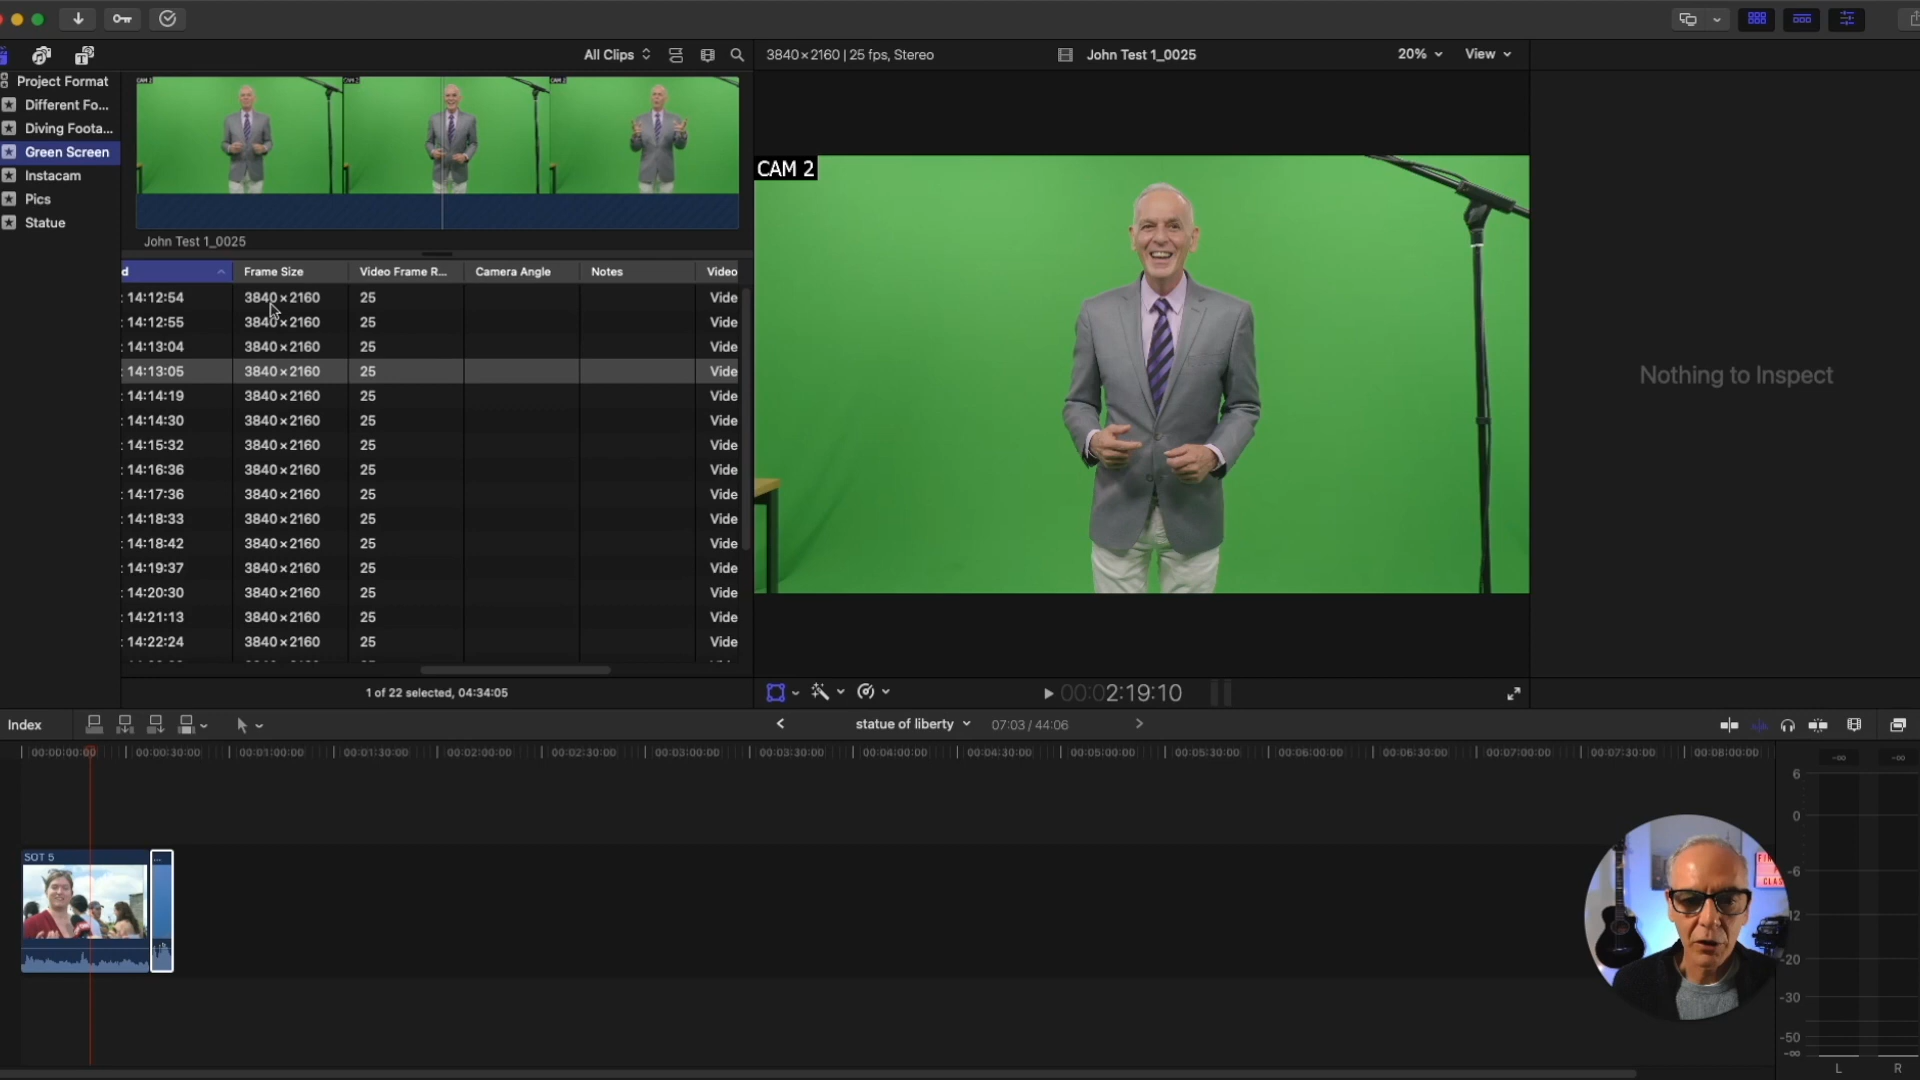 All Clips
3840×2160 | 25 fps, Stereo
John Test 1_0025
20%
View
Project Format
Different Fo...
Diving Foota...
Green Screen
Instacam
Pics
Statue
CAM 2
CAM 2
CAM 2
John Test 1_0025
d
Frame Size
Video Frame R...
Camera Angle
Notes
Video
: 14:12:54 3840×2160 25 Vide
: 14:12:55 3840×2160 25 Vide
: 14:13:04 3840×2160 25 Vide
: 14:13:05 3840×2160 25 Vide
: 14:14:19 3840×2160 25 Vide
: 14:14:30 3840×2160 25 Vide
: 14:15:32 3840×2160 25 Vide
: 14:16:36 3840×2160 25 Vide
: 14:17:36 3840×2160 25 Vide
: 14:18:33 3840×2160 25 Vide
: 14:18:42 3840×2160 25 Vide
: 14:19:37 3840×2160 25 Vide
: 14:20:30 3840×2160 25 Vide
: 14:21:13 3840×2160 25 Vide
: 14:22:24 3840×2160 25 Vide
1 of 22 selected, 04:34:05
CAM 2
Nothing to Inspect
00:02:19:10
Index
statue of liberty
07:03 / 44:06
00:00:00:00 00:00:30:00 00:01:00:00 00:01:30:00 00:02:00:00 00:02:30:00 00:03:00:00 00:03:30:00 00:04:00:00 00:04:30:00 00:05:00:00 00:05:30:00 00:06:00:00 00:06:30:00 00:07:00:00 00:07:30:00 00:08:00:00
SOT 5
...
-∞ -∞
6
0
-6
-12
-20
-30
-50
-∞
L R